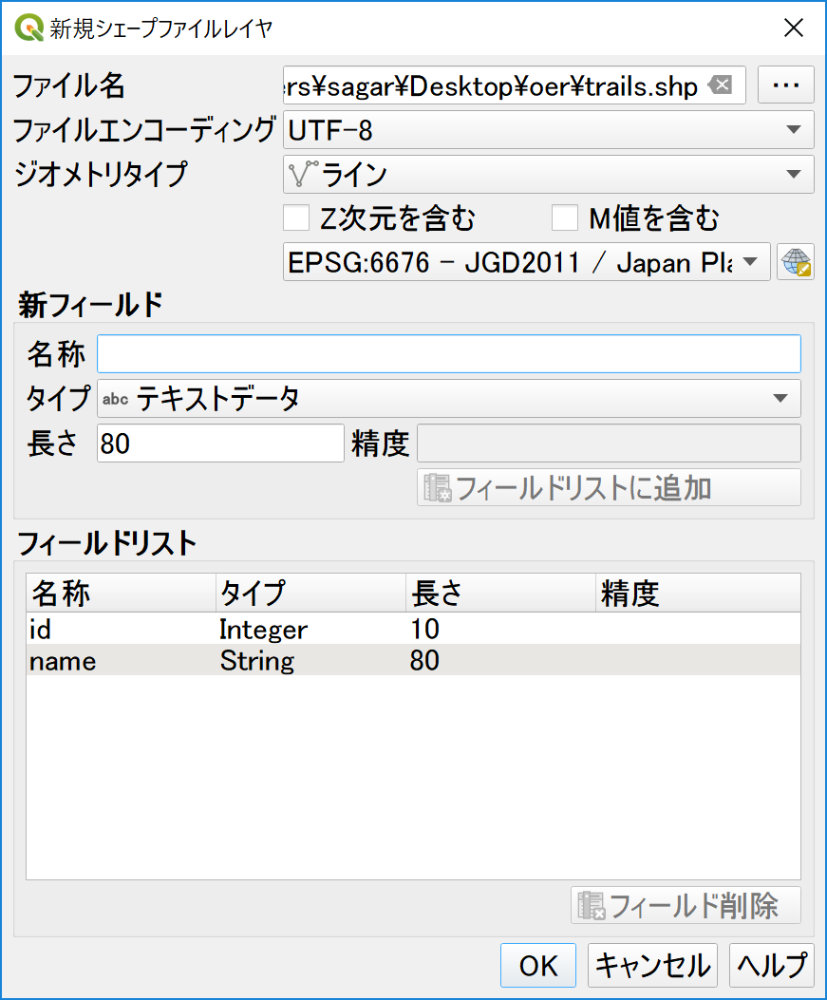 新規シェープファイルレイヤ
ファイル名 ers¥sagar¥Desktop¥oer¥trails.shp ...
ファイルエンコーディング UTF-8
ジオメトリタイプ ライン
Z次元を含む M値を含む
EPSG:6676 - JGD2011 / Japan Pla
新フィールド
名称
タイプ abc テキストデータ
長さ 80 精度
フィールドリストに追加
フィールドリスト
名称 タイプ 長さ 精度
id Integer 10
name String 80
フィールド削除
OK キャンセル ヘルプ